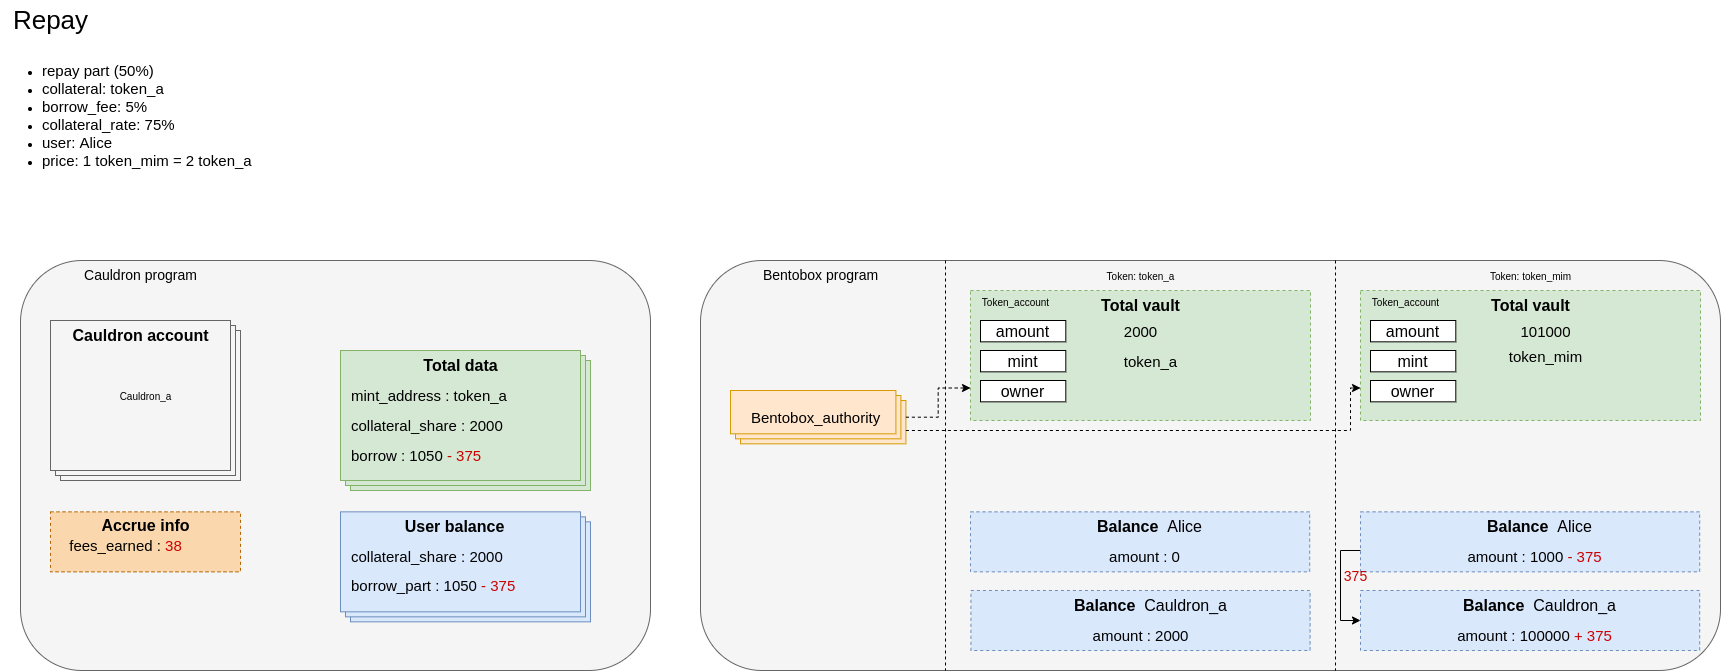 Repay
repay part (50%)
collateral: token_a
borrow_fee: 5%
collateral_rate: 75%
user: Alice
price: 1 token_mim = 2 token_a
Cauldron program
Cauldron account
Cauldron_a
Total data
mint_address : token_a
collateral_share : 2000
borrow : 1050 - 375
Accrue info
fees_earned : 38
User balance
collateral_share : 2000
borrow_part : 1050 - 375
Bentobox program
Bentobox_authority
Token: token_a
Token_account
Total vault
amount 2000
mint token_a
owner
Balance Alice
amount : 0
Balance Cauldron_a
amount : 2000
Token: token_mim
Token_account
Total vault
amount 101000
mint token_mim
owner
Balance Alice
amount : 1000 - 375
375
Balance Cauldron_a
amount : 100000 + 375